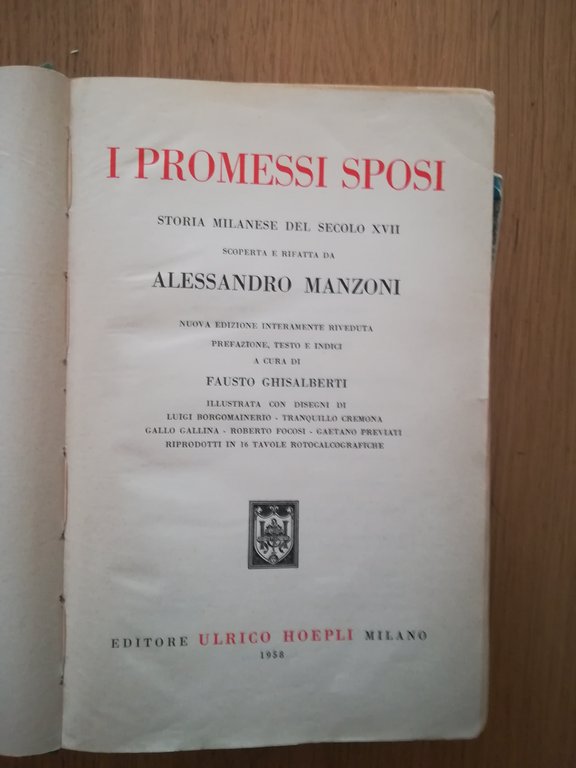 I PROMESSI SPOSI
STORIA MILANESE DEL SECOLO XVII
SCOPERTA E RIFATTA DA
ALESSANDRO MANZONI
NUOVA EDIZIONE INTERAMENTE RIVEDUTA
PREFAZIONE, TESTO E INDICI
A CURA DI
FAUSTO GHISALBERTI
ILLUSTRATA CON DISEGNI DI
LUIGI BORGOMAINERIO - TRANQUILLO CREMONA
GALLO GALLINA - ROBERTO FOCOSI - GAETANO PREVIATI
RIPRODOTTI IN 16 TAVOLE ROTOCALCOGRAFICHE
EDITORE ULRICO HOEPLI MILANO
1958